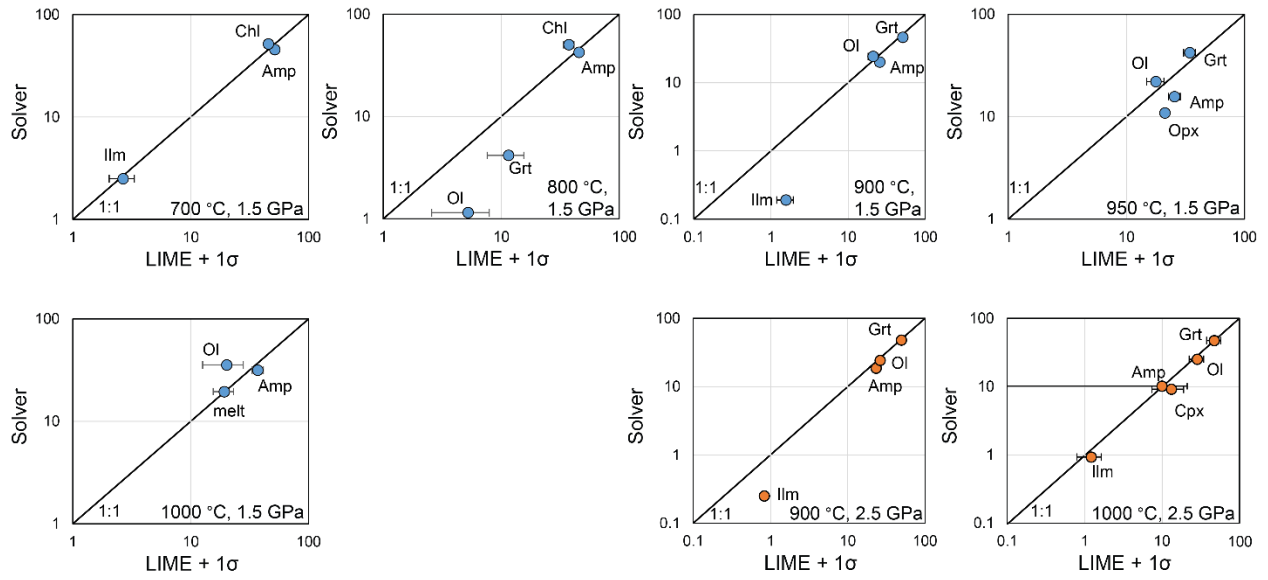 100
Chl
Amp
Solver
10
Ilm
1:1
700 °C, 1.5 GPa
1
1
10
100
LIME + 1σ
100
Chl
Amp
Solver
10
Grt
Ol
1:1
800 °C,
1.5 GPa
1
1
10
100
LIME + 1σ
100
Grt
Ol
10
Amp
Solver
1
Ilm
1:1
900 °C,
1.5 GPa
0.1
0.1
1
10
100
LIME + 1σ
100
Ol
Grt
Amp
Solver
10
Opx
1:1
950 °C, 1.5 GPa
1
1
10
100
LIME + 1σ
100
Ol
Amp
melt
Solver
10
1:1
1000 °C, 1.5 GPa
1
1
10
100
LIME + 1σ
100
Grt
Ol
10
Amp
Solver
1
Ilm
1:1
900 °C, 2.5 GPa
0.1
0.1
1
10
100
LIME + 1σ
100
Grt
Amp
Ol
10
Cpx
Solver
1
Ilm
1:1
1000 °C, 2.5 GPa
0.1
0.1
1
10
100
LIME + 1σ